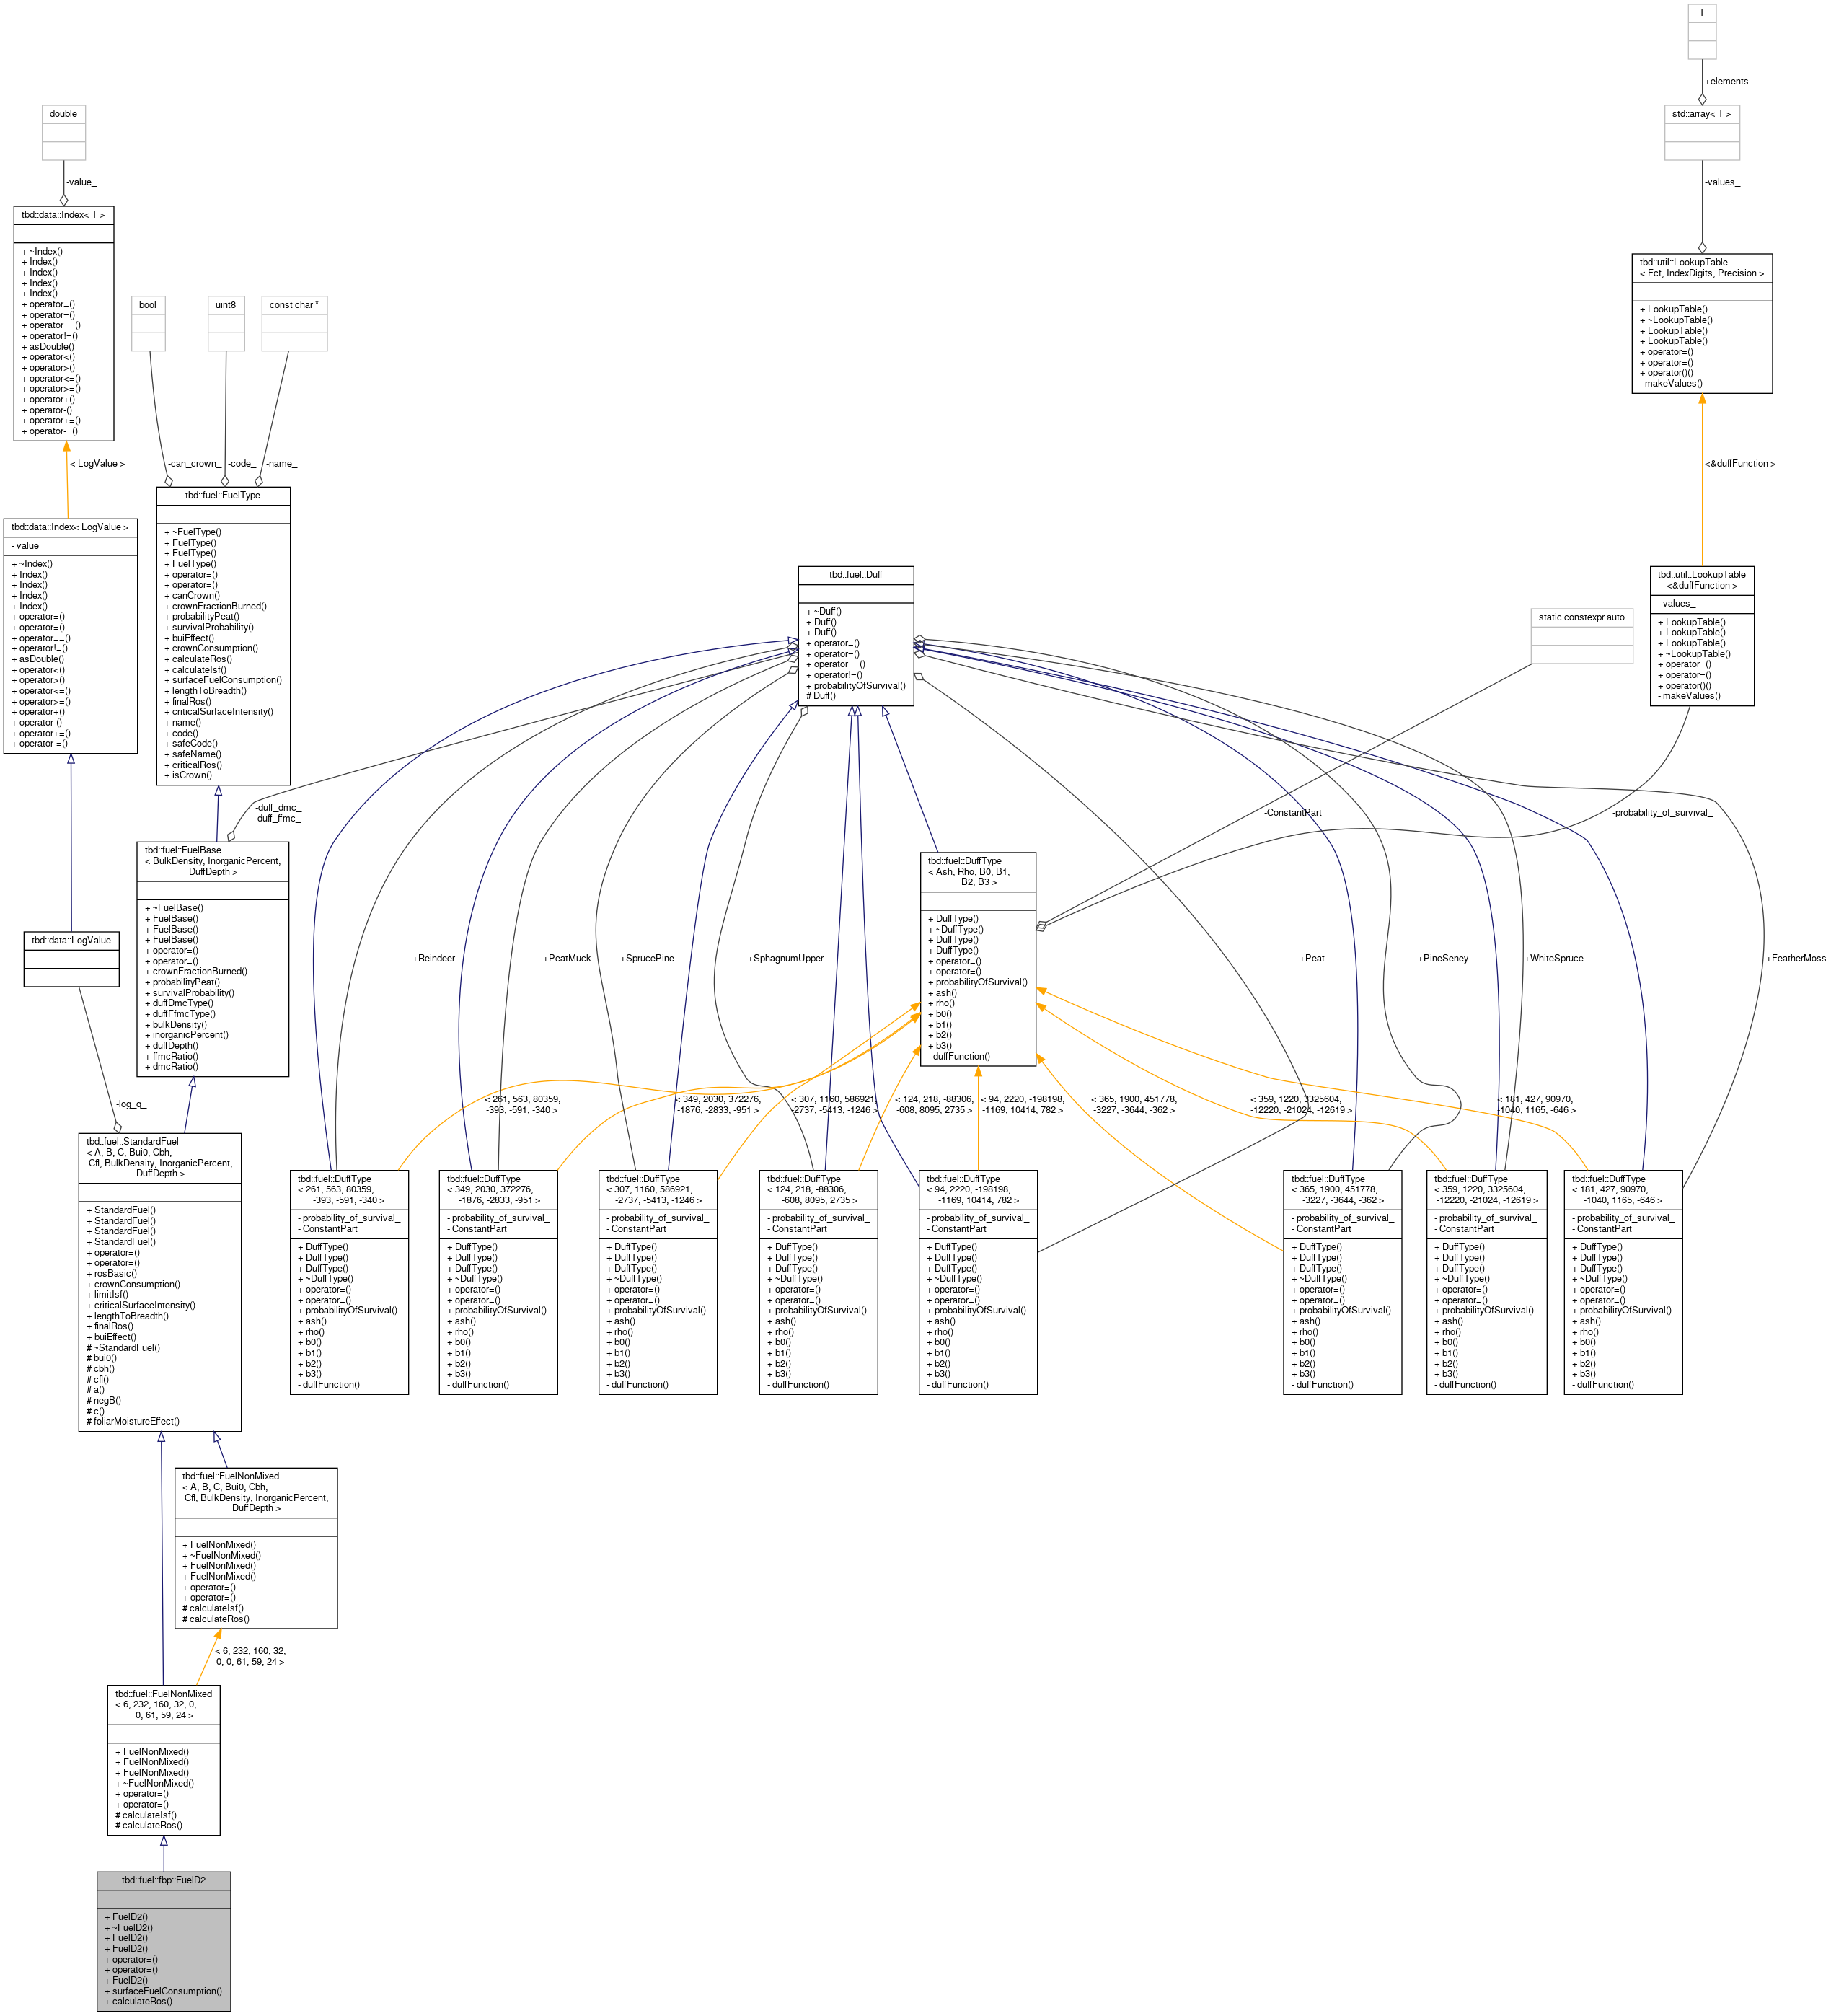 T
+elements
double
std::array< T >
-value_
-values_
tbd::data::Index< T >
+ ~Index()
+ Index()
+ Index()
+ Index()
+ Index()
+ operator=()
+ operator=()
+ operator==()
+ operator!=()
+ asDouble()
+ operator<()
+ operator>()
+ operator<=()
+ operator>=()
+ operator+()
+ operator-()
+ operator+=()
+ operator-=()
tbd::util::LookupTable
< Fct, IndexDigits, Precision >
+ LookupTable()
+ ~LookupTable()
+ LookupTable()
+ LookupTable()
+ operator=()
+ operator=()
+ operator()()
- makeValues()
bool
uint8
const char *
< LogValue >
-can_crown_
-code_
-name_
<&duffFunction >
tbd::data::Index< LogValue >
- value_
+ ~Index()
+ Index()
+ Index()
+ Index()
+ Index()
+ operator=()
+ operator=()
+ operator==()
+ operator!=()
+ asDouble()
+ operator<()
+ operator>()
+ operator<=()
+ operator>=()
+ operator+()
+ operator-()
+ operator+=()
+ operator-=()
tbd::fuel::FuelType
+ ~FuelType()
+ FuelType()
+ FuelType()
+ FuelType()
+ operator=()
+ operator=()
+ canCrown()
+ crownFractionBurned()
+ probabilityPeat()
+ survivalProbability()
+ buiEffect()
+ crownConsumption()
+ calculateRos()
+ calculateIsf()
+ surfaceFuelConsumption()
+ lengthToBreadth()
+ finalRos()
+ criticalSurfaceIntensity()
+ name()
+ code()
+ safeCode()
+ safeName()
+ criticalRos()
+ isCrown()
tbd::fuel::Duff
+ ~Duff()
+ Duff()
+ Duff()
+ operator=()
+ operator=()
+ operator==()
+ operator!=()
+ probabilityOfSurvival()
# Duff()
static constexpr auto
tbd::util::LookupTable
<&duffFunction >
- values_
+ LookupTable()
+ LookupTable()
+ LookupTable()
+ ~LookupTable()
+ operator=()
+ operator=()
+ operator()()
- makeValues()
-duff_dmc_
-duff_ffmc_
-ConstantPart
-probability_of_survival_
tbd::fuel::FuelBase
< BulkDensity, InorganicPercent,
DuffDepth >
+ ~FuelBase()
+ FuelBase()
+ FuelBase()
+ FuelBase()
+ operator=()
+ operator=()
+ crownFractionBurned()
+ probabilityPeat()
+ survivalProbability()
+ duffDmcType()
+ duffFfmcType()
+ bulkDensity()
+ inorganicPercent()
+ duffDepth()
+ ffmcRatio()
+ dmcRatio()
tbd::fuel::DuffType
< Ash, Rho, B0, B1,
B2, B3 >
+ DuffType()
+ ~DuffType()
+ DuffType()
+ DuffType()
+ operator=()
+ operator=()
+ probabilityOfSurvival()
+ ash()
+ rho()
+ b0()
+ b1()
+ b2()
+ b3()
- duffFunction()
tbd::data::LogValue
+Reindeer
+PeatMuck
+SprucePine
+SphagnumUpper
+Peat
+PineSeney
+WhiteSpruce
+FeatherMoss
-log_q_
< 261, 563, 80359,
-393, -591, -340 >
< 349, 2030, 372276,
-1876, -2833, -951 >
< 307, 1160, 586921,
-2737, -5413, -1246 >
< 124, 218, -88306,
-608, 8095, 2735 >
< 94, 2220, -198198,
-1169, 10414, 782 >
< 365, 1900, 451778,
-3227, -3644, -362 >
< 359, 1220, 3325604,
-12220, -21024, -12619 >
< 181, 427, 90970,
-1040, 1165, -646 >
tbd::fuel::StandardFuel
< A, B, C, Bui0, Cbh,
Cfl, BulkDensity, InorganicPercent,
DuffDepth >
+ StandardFuel()
+ StandardFuel()
+ StandardFuel()
+ StandardFuel()
+ operator=()
+ operator=()
+ rosBasic()
+ crownConsumption()
+ limitIsf()
+ criticalSurfaceIntensity()
+ lengthToBreadth()
+ finalRos()
+ buiEffect()
# ~StandardFuel()
# bui0()
# cbh()
# cfl()
# a()
# negB()
# c()
# foliarMoistureEffect()
tbd::fuel::DuffType
< 261, 563, 80359,
-393, -591, -340 >
- probability_of_survival_
- ConstantPart
+ DuffType()
+ DuffType()
+ DuffType()
+ ~DuffType()
+ operator=()
+ operator=()
+ probabilityOfSurvival()
+ ash()
+ rho()
+ b0()
+ b1()
+ b2()
+ b3()
- duffFunction()
tbd::fuel::DuffType
< 349, 2030, 372276,
-1876, -2833, -951 >
- probability_of_survival_
- ConstantPart
+ DuffType()
+ DuffType()
+ DuffType()
+ ~DuffType()
+ operator=()
+ operator=()
+ probabilityOfSurvival()
+ ash()
+ rho()
+ b0()
+ b1()
+ b2()
+ b3()
- duffFunction()
tbd::fuel::DuffType
< 307, 1160, 586921,
-2737, -5413, -1246 >
- probability_of_survival_
- ConstantPart
+ DuffType()
+ DuffType()
+ DuffType()
+ ~DuffType()
+ operator=()
+ operator=()
+ probabilityOfSurvival()
+ ash()
+ rho()
+ b0()
+ b1()
+ b2()
+ b3()
- duffFunction()
tbd::fuel::DuffType
< 124, 218, -88306,
-608, 8095, 2735 >
- probability_of_survival_
- ConstantPart
+ DuffType()
+ DuffType()
+ DuffType()
+ ~DuffType()
+ operator=()
+ operator=()
+ probabilityOfSurvival()
+ ash()
+ rho()
+ b0()
+ b1()
+ b2()
+ b3()
- duffFunction()
tbd::fuel::DuffType
< 94, 2220, -198198,
-1169, 10414, 782 >
- probability_of_survival_
- ConstantPart
+ DuffType()
+ DuffType()
+ DuffType()
+ ~DuffType()
+ operator=()
+ operator=()
+ probabilityOfSurvival()
+ ash()
+ rho()
+ b0()
+ b1()
+ b2()
+ b3()
- duffFunction()
tbd::fuel::DuffType
< 365, 1900, 451778,
-3227, -3644, -362 >
- probability_of_survival_
- ConstantPart
+ DuffType()
+ DuffType()
+ DuffType()
+ ~DuffType()
+ operator=()
+ operator=()
+ probabilityOfSurvival()
+ ash()
+ rho()
+ b0()
+ b1()
+ b2()
+ b3()
- duffFunction()
tbd::fuel::DuffType
< 359, 1220, 3325604,
-12220, -21024, -12619 >
- probability_of_survival_
- ConstantPart
+ DuffType()
+ DuffType()
+ DuffType()
+ ~DuffType()
+ operator=()
+ operator=()
+ probabilityOfSurvival()
+ ash()
+ rho()
+ b0()
+ b1()
+ b2()
+ b3()
- duffFunction()
tbd::fuel::DuffType
< 181, 427, 90970,
-1040, 1165, -646 >
- probability_of_survival_
- ConstantPart
+ DuffType()
+ DuffType()
+ DuffType()
+ ~DuffType()
+ operator=()
+ operator=()
+ probabilityOfSurvival()
+ ash()
+ rho()
+ b0()
+ b1()
+ b2()
+ b3()
- duffFunction()
tbd::fuel::FuelNonMixed
< A, B, C, Bui0, Cbh,
Cfl, BulkDensity, InorganicPercent,
DuffDepth >
+ FuelNonMixed()
+ ~FuelNonMixed()
+ FuelNonMixed()
+ FuelNonMixed()
+ operator=()
+ operator=()
# calculateIsf()
# calculateRos()
< 6, 232, 160, 32,
0, 0, 61, 59, 24 >
tbd::fuel::FuelNonMixed
< 6, 232, 160, 32, 0,
0, 61, 59, 24 >
+ FuelNonMixed()
+ FuelNonMixed()
+ FuelNonMixed()
+ ~FuelNonMixed()
+ operator=()
+ operator=()
# calculateIsf()
# calculateRos()
tbd::fuel::fbp::FuelD2
+ FuelD2()
+ ~FuelD2()
+ FuelD2()
+ FuelD2()
+ operator=()
+ operator=()
+ FuelD2()
+ surfaceFuelConsumption()
+ calculateRos()